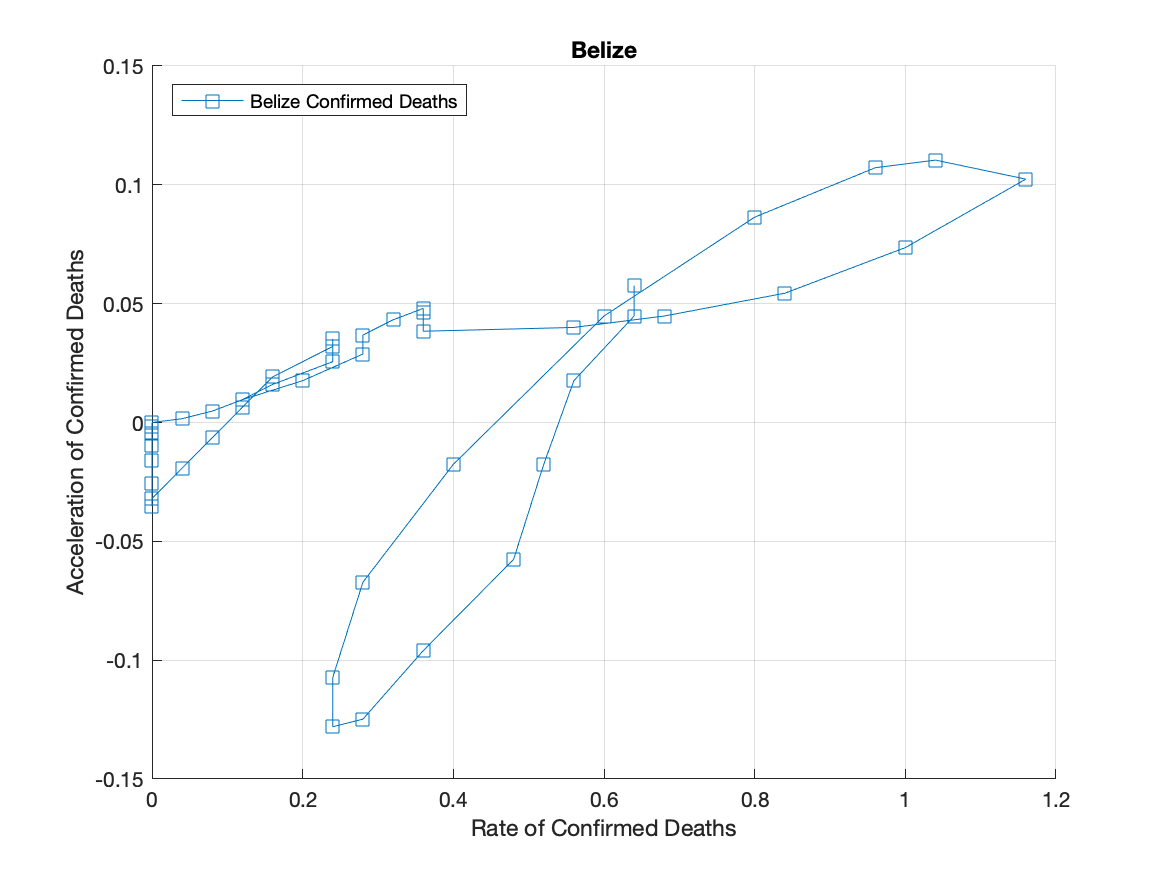 Belize
0.15
Belize Confirmed Deaths
0.1
0.05
0
-0.05
-0.1
-0.15
Acceleration of Confirmed Deaths
0 0.2 0.4 0.6 0.8 1 1.2
Rate of Confirmed Deaths